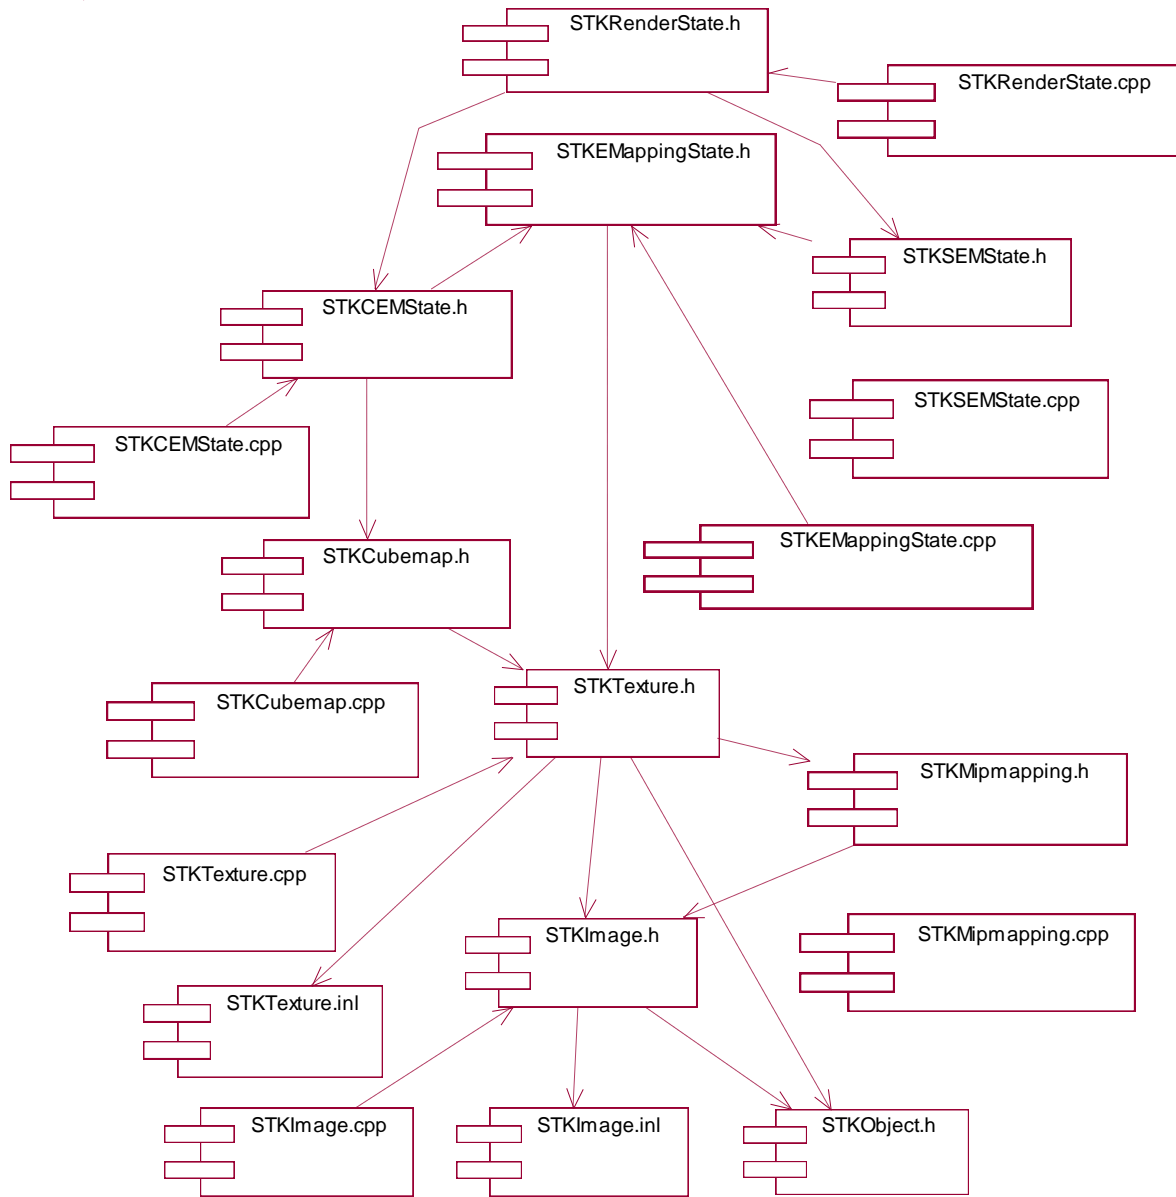 STKRenderState.h
STKRenderState.cpp
STKEMappingState.h
STKSEMState.h
STKCEMState.h
STKSEMState.cpp
STKCEMState.cpp
STKEMappingState.cpp
STKCubemap.h
STKTexture.h
STKCubemap.cpp
STKMipmapping.h
STKTexture.cpp
STKImage.h
STKMipmapping.cpp
STKTexture.inl
STKImage.cpp
STKImage.inl
STKObject.h